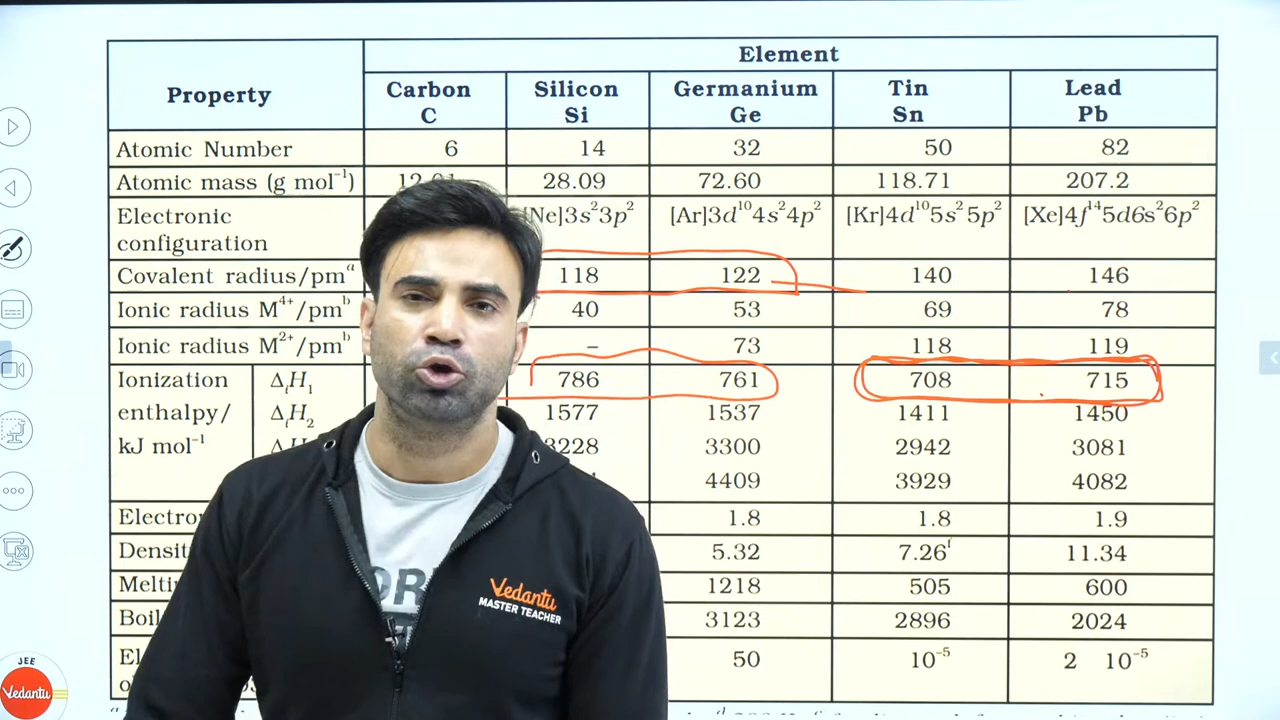 Element
Property
Carbon Silicon Germanium Tin Lead
C Si Ge Sn Pb
Atomic Number 6 14 32 50 82
Atomic mass (g mol⁻¹) 28.09 72.60 118.71 207.2
Electronic [Ne]3s²3p² [Ar]3d¹⁰4s²4p² [Kr]4d¹⁰5s²5p² [Xe]4f¹⁴5d6s²6p²
configuration
Covalent radius/pmᵃ 118 122 140 146
Ionic radius M⁴⁺/pmᵇ 40 53 69 78
Ionic radius M²⁺/pmᵇ – 73 118 119
Ionization ΔᵢH₁ 786 761 708 715
enthalpy/ ΔᵢH₂ 1577 1537 1411 1450
kJ mol⁻¹ 3228 3300 2942 3081
4409 3929 4082
1.8 1.8 1.9
5.32 7.26ᶠ 11.34
1218 505 600
3123 2896 2024
50 10⁻⁵ 2 10⁻⁵
Vedantu
MASTER TEACHER
JEE
Vedantu